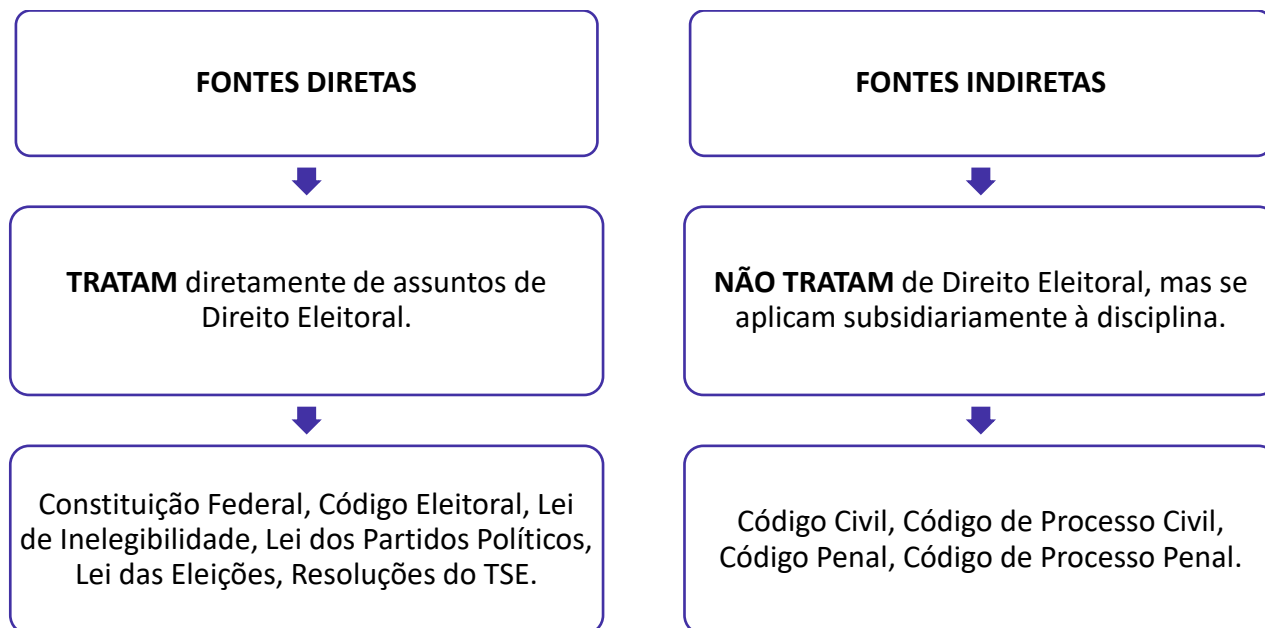 FONTES DIRETAS
TRATAM diretamente de assuntos de
Direito Eleitoral.
Constituição Federal, Código Eleitoral, Lei
de Inelegibilidade, Lei dos Partidos Políticos,
Lei das Eleições, Resoluções do TSE.
FONTES INDIRETAS
NÃO TRATAM de Direito Eleitoral, mas se
aplicam subsidiariamente à disciplina.
Código Civil, Código de Processo Civil,
Código Penal, Código de Processo Penal.